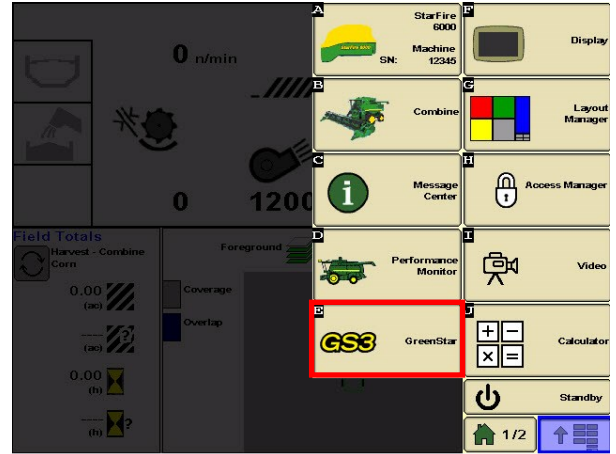 0 n/min
0
1200
Field Totals
Harvest - Combine
Corn
0.00
(ac)
----
(ac)
?
0.00
(h)
----
(h)
?
Foreground
Coverage
Overlap
A
StarFire
6000
StarFire 6000
SN:
Machine
12345
B
Combine
C
i
Message
Center
D
Performance
Monitor
E
GS3
GreenStar
F
Display
G
Layout
Manager
H
Access Manager
I
Video
J
+ −
× =
Calculator
Standby
1/2